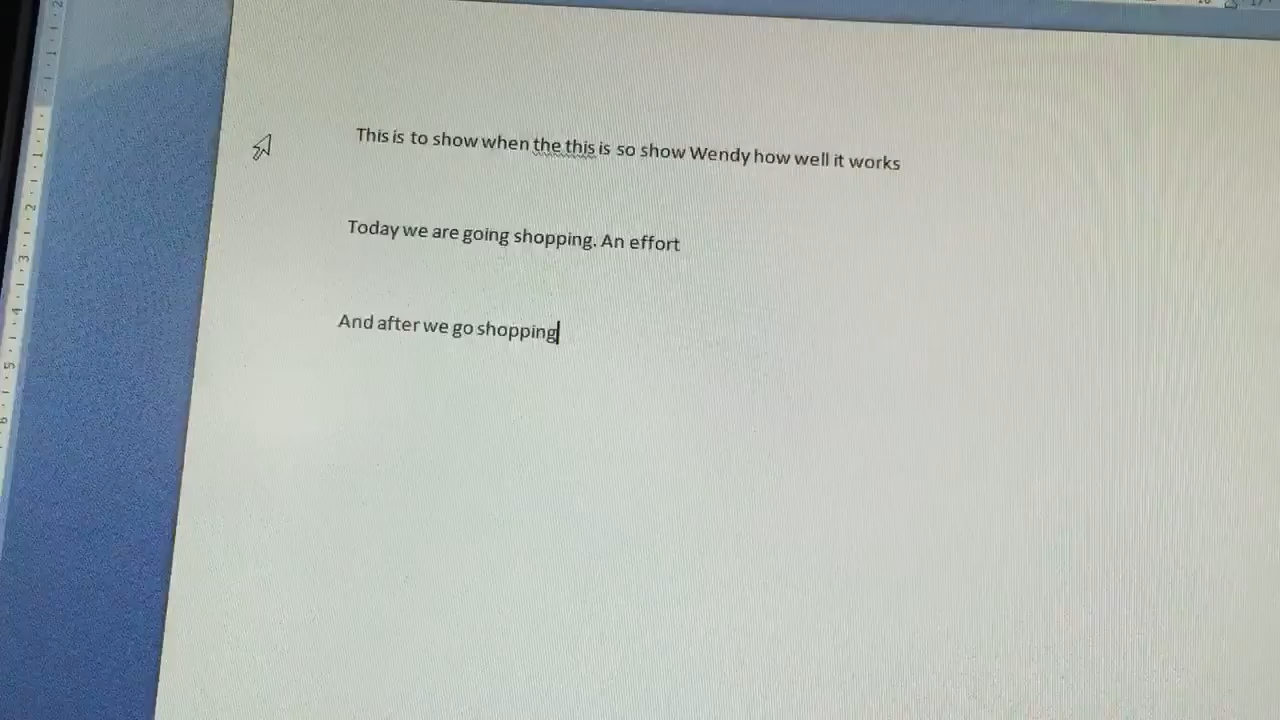 This is to show when the this is so show Wendy how well it works
Today we are going shopping. An effort
And after we go shopping